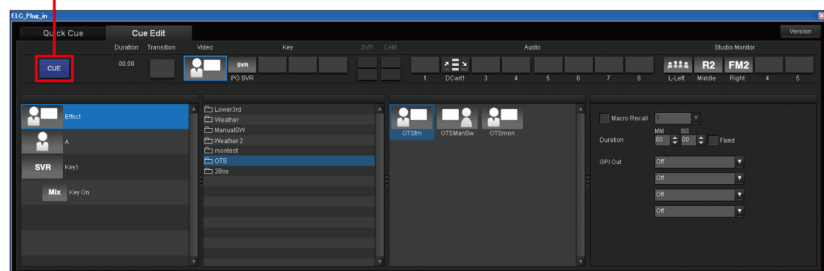 ELC_Plug_in
Quick Cue
Cue Edit
Version
Duration Transition Video Key SVR CAM Audio Studio Monitor
CUE
00:00
SVR
PO SVR
1 DCart1 3 4 5 6 7 8
R2 FM2
L-Left Middle Right 4 5
Effect
A
SVR Key1
Mix Key On
Lower3rd
Weather
ManualSW
Weather 2
montest
OTS
2Box
OTSfm OTSManSw OTSmon
Macro Recall 1
MM SS
Duration 00 00 Fixed
GPI Out Off
Off
Off
Off